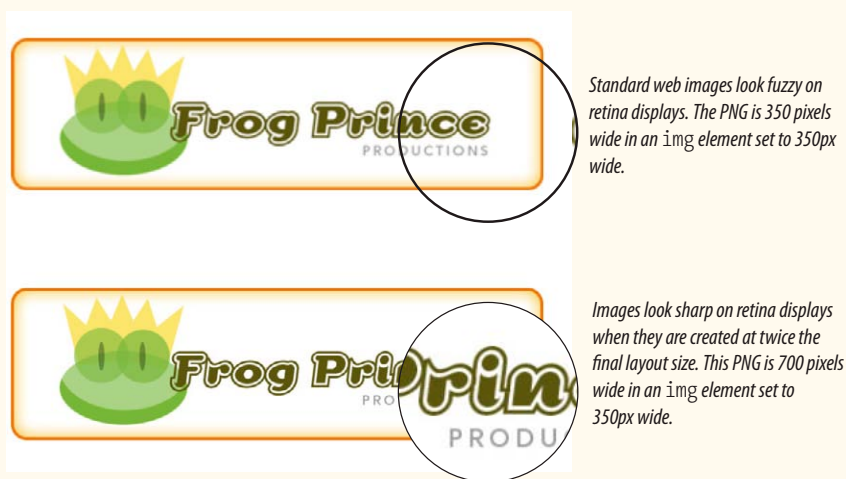 Frog Prince
PRODUCTIONS
Standard web images look fuzzy on
retina displays. The PNG is 350 pixels
wide in an img element set to 350px
wide.
Frog Pri
PRO
Prin
PRODU
Images look sharp on retina displays
when they are created at twice the
final layout size. This PNG is 700 pixels
wide in an img element set to
350px wide.